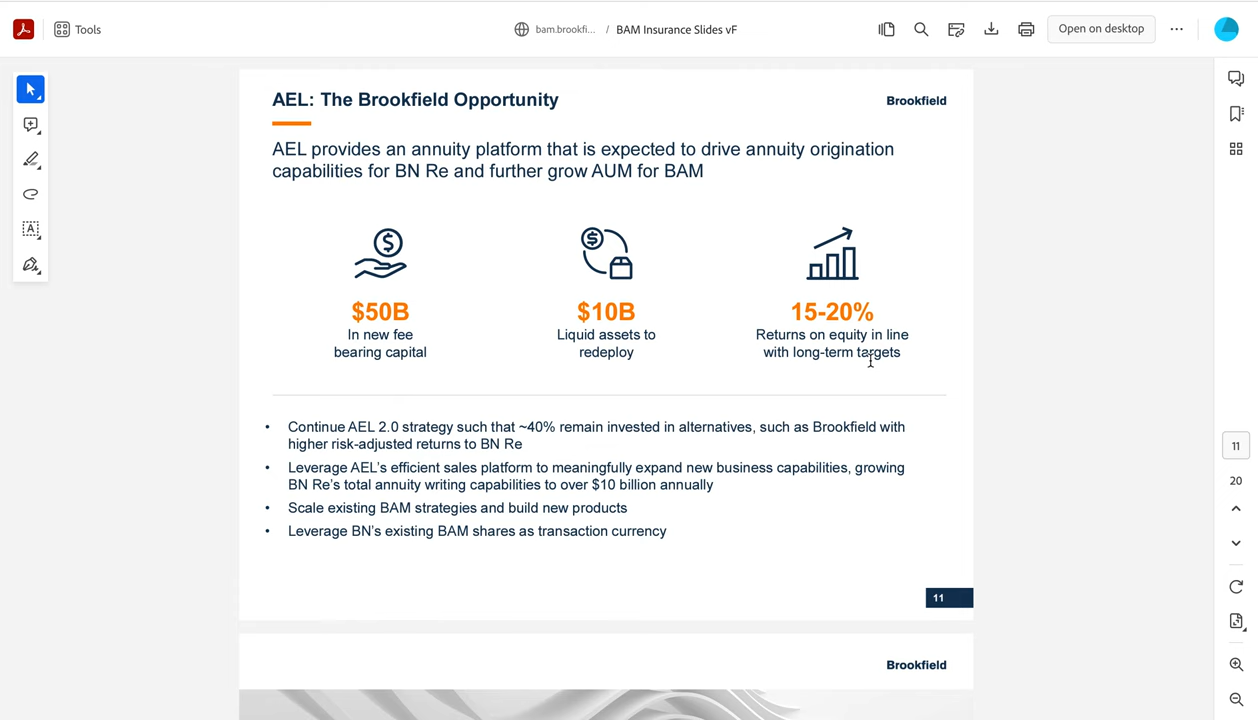 Tools
bam.brookfi... / BAM Insurance Slides vF
Open on desktop
AEL: The Brookfield Opportunity
Brookfield
AEL provides an annuity platform that is expected to drive annuity origination
capabilities for BN Re and further grow AUM for BAM
$50B
In new fee
bearing capital
$10B
Liquid assets to
redeploy
15-20%
Returns on equity in line
with long-term targets
• Continue AEL 2.0 strategy such that ~40% remain invested in alternatives, such as Brookfield with
higher risk-adjusted returns to BN Re
• Leverage AEL's efficient sales platform to meaningfully expand new business capabilities, growing
BN Re's total annuity writing capabilities to over $10 billion annually
• Scale existing BAM strategies and build new products
• Leverage BN's existing BAM shares as transaction currency
11
Brookfield
11
20